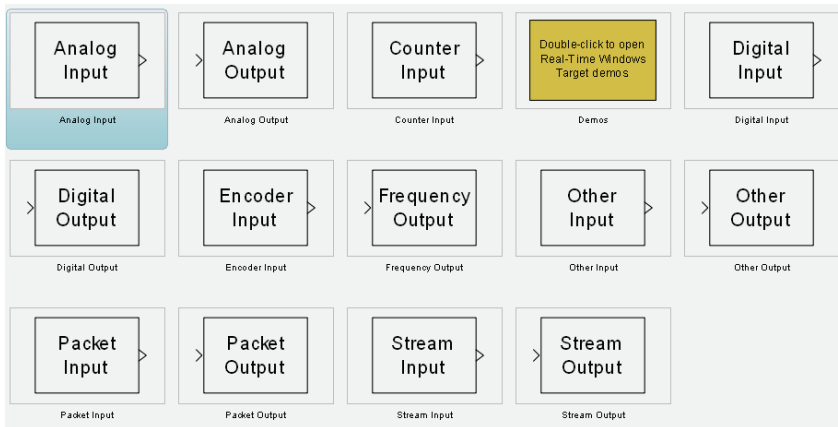 Analog
Input
Analog Input
Analog
Output
Analog Output
Counter
Input
Counter Input
Double-click to open
Real-Time Windows
Target demos
Demos
Digital
Input
Digital Input
Digital
Output
Digital Output
Encoder
Input
Encoder Input
Frequency
Output
Frequency Output
Other
Input
Other Input
Other
Output
Other Output
Packet
Input
Packet Input
Packet
Output
Packet Output
Stream
Input
Stream Input
Stream
Output
Stream Output